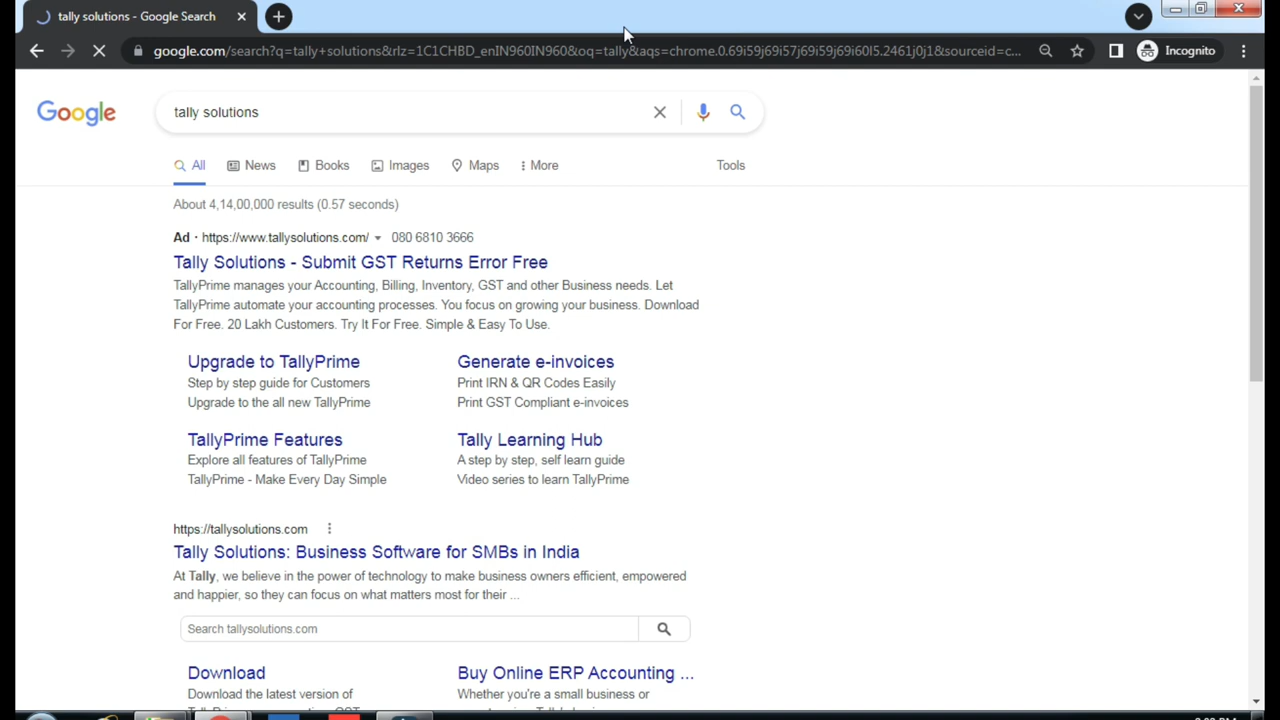 tally solutions - Google Search
google.com/search?q=tally+solutions&rlz=1C1CHBD_enIN960IN960&oq=tally&aqs=chrome.0.69i59j69i57j69i59j69i60l5.2461j0j1&sourceid=c...
Incognito
Google
tally solutions
All
News
Books
Images
Maps
More
Tools
About 4,14,00,000 results (0.57 seconds)
Ad · https://www.tallysolutions.com/ 080 6810 3666
Tally Solutions - Submit GST Returns Error Free
TallyPrime manages your Accounting, Billing, Inventory, GST and other Business needs. Let
TallyPrime automate your accounting processes. You focus on growing your business. Download
For Free. 20 Lakh Customers. Try It For Free. Simple & Easy To Use.
Upgrade to TallyPrime
Step by step guide for Customers
Upgrade to the all new TallyPrime
Generate e-invoices
Print IRN & QR Codes Easily
Print GST Compliant e-invoices
TallyPrime Features
Explore all features of TallyPrime
TallyPrime - Make Every Day Simple
Tally Learning Hub
A step by step, self learn guide
Video series to learn TallyPrime
https://tallysolutions.com
Tally Solutions: Business Software for SMBs in India
At Tally, we believe in the power of technology to make business owners efficient, empowered
and happier, so they can focus on what matters most for their ...
Search tallysolutions.com
Download
Download the latest version of
Buy Online ERP Accounting ...
Whether you're a small business or